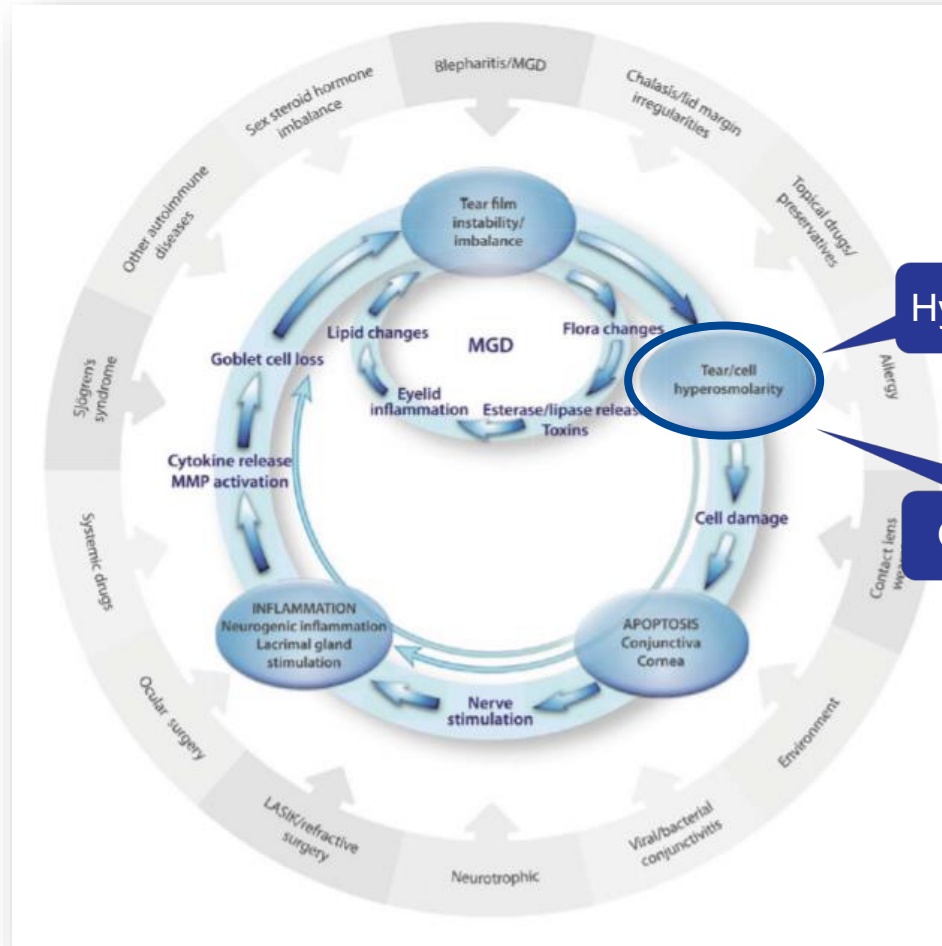 Blepharitis/MGD
Chalasis/lid margin
irregularities
Topical drugs/
preservatives
Allergy
Contact lens
Environment
Viral/bacterial
conjunctivitis
Neurotrophic
LASIK/refractive
surgery
Ocular surgery
Systemic drugs
Sjögren's
syndrome
Other autoimmune
diseases
Sex steroid hormone
imbalance
Tear film
instability/
imbalance
Lipid changes
MGD
Flora changes
Goblet cell loss
Eyelid
inflammation
Esterase/lipase release
Toxins
Tear/cell
hyperosmolarity
Hy
Cytokine release
MMP activation
Cell damage
INFLAMMATION
Neurogenic inflammation
Lacrimal gland
stimulation
APOPTOSIS
Conjunctiva
Cornea
Nerve
stimulation